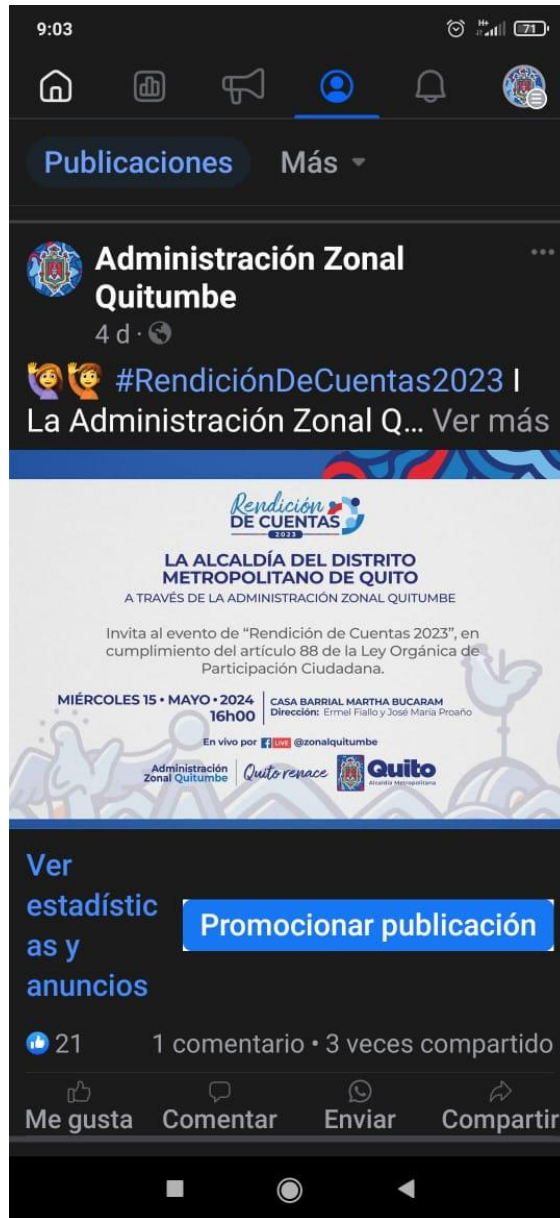 9:03
H+
71
Publicaciones Más
Administración Zonal
Quitumbe
4 d ·
#RendiciónDeCuentas2023 I
La Administración Zonal Q... Ver más
Rendición
DE CUENTAS
2023
LA ALCALDÍA DEL DISTRITO
METROPOLITANO DE QUITO
A TRAVÉS DE LA ADMINISTRACIÓN ZONAL QUITUMBE
Invita al evento de “Rendición de Cuentas 2023”, en
cumplimiento del artículo 88 de la Ley Orgánica de
Participación Ciudadana.
MIÉRCOLES 15 • MAYO • 2024
16h00
CASA BARRIAL MARTHA BUCARAM
Dirección: Ermel Fiallo y José María Proaño
En vivo por f LIVE @zonalquitumbe
Administración
Zonal Quitumbe
Quito renace
Quito
Alcaldía Metropolitana
Ver
estadístic
as y
anuncios
Promocionar publicación
21 1 comentario • 3 veces compartido
Me gusta Comentar Enviar Compartir